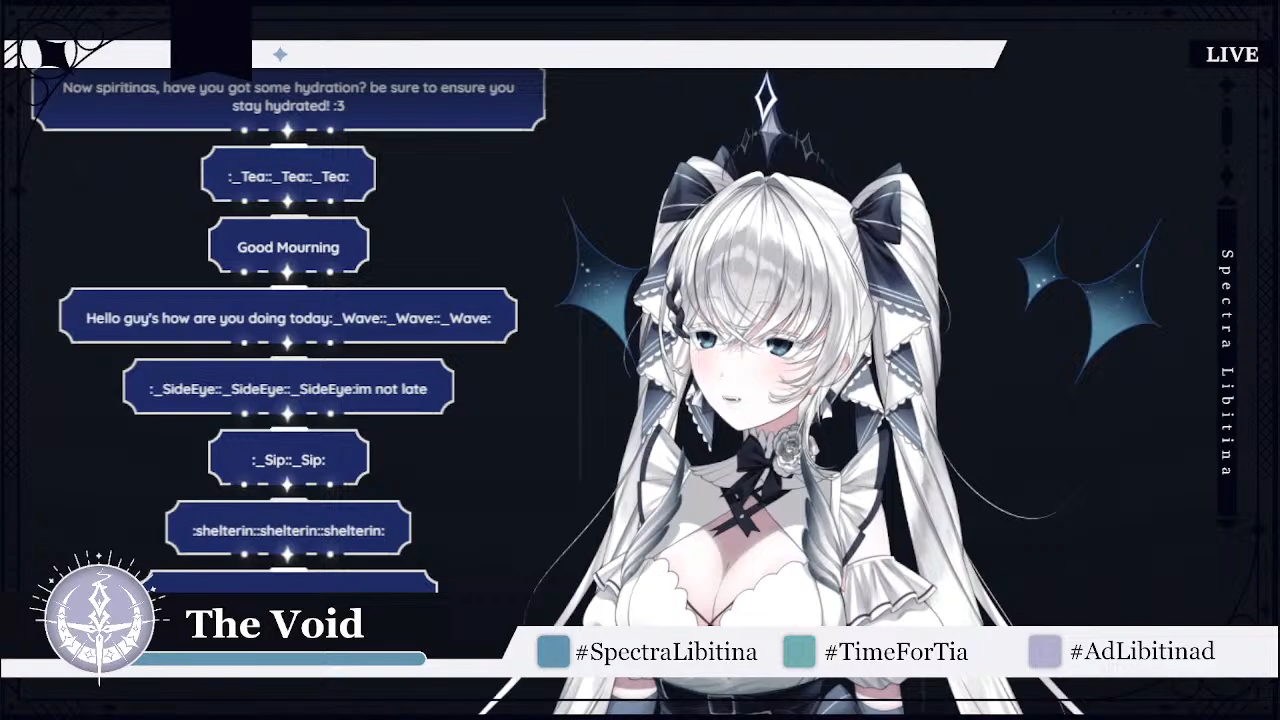 LIVE
Now spiritinas, have you got some hydration? be sure to ensure you
stay hydrated! :3
:_Tea::_Tea::_Tea:
Good Mourning
Hello guy's how are you doing today:_Wave::_Wave::_Wave:
:_SideEye::_SideEye::_SideEye:im not late
:_Sip::_Sip:
:shelterin::shelterin::shelterin:
The Void
#SpectraLibitina
#TimeForTia
#AdLibitinad
Spectra Libitina